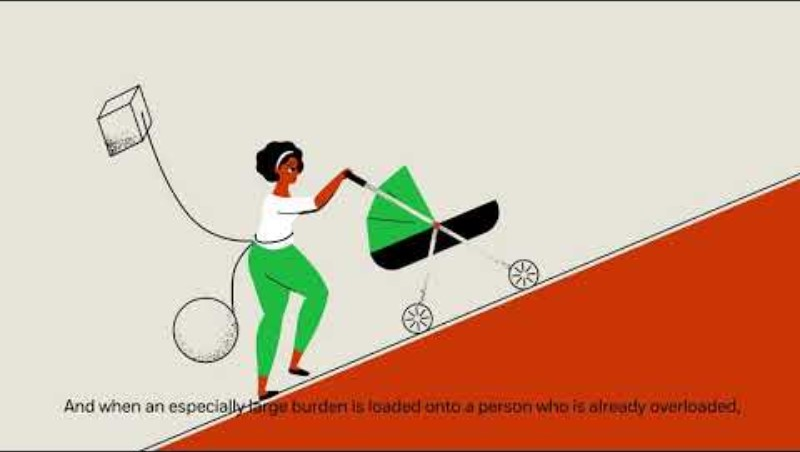 And when an especially large burden is loaded onto a person who is already overloaded,